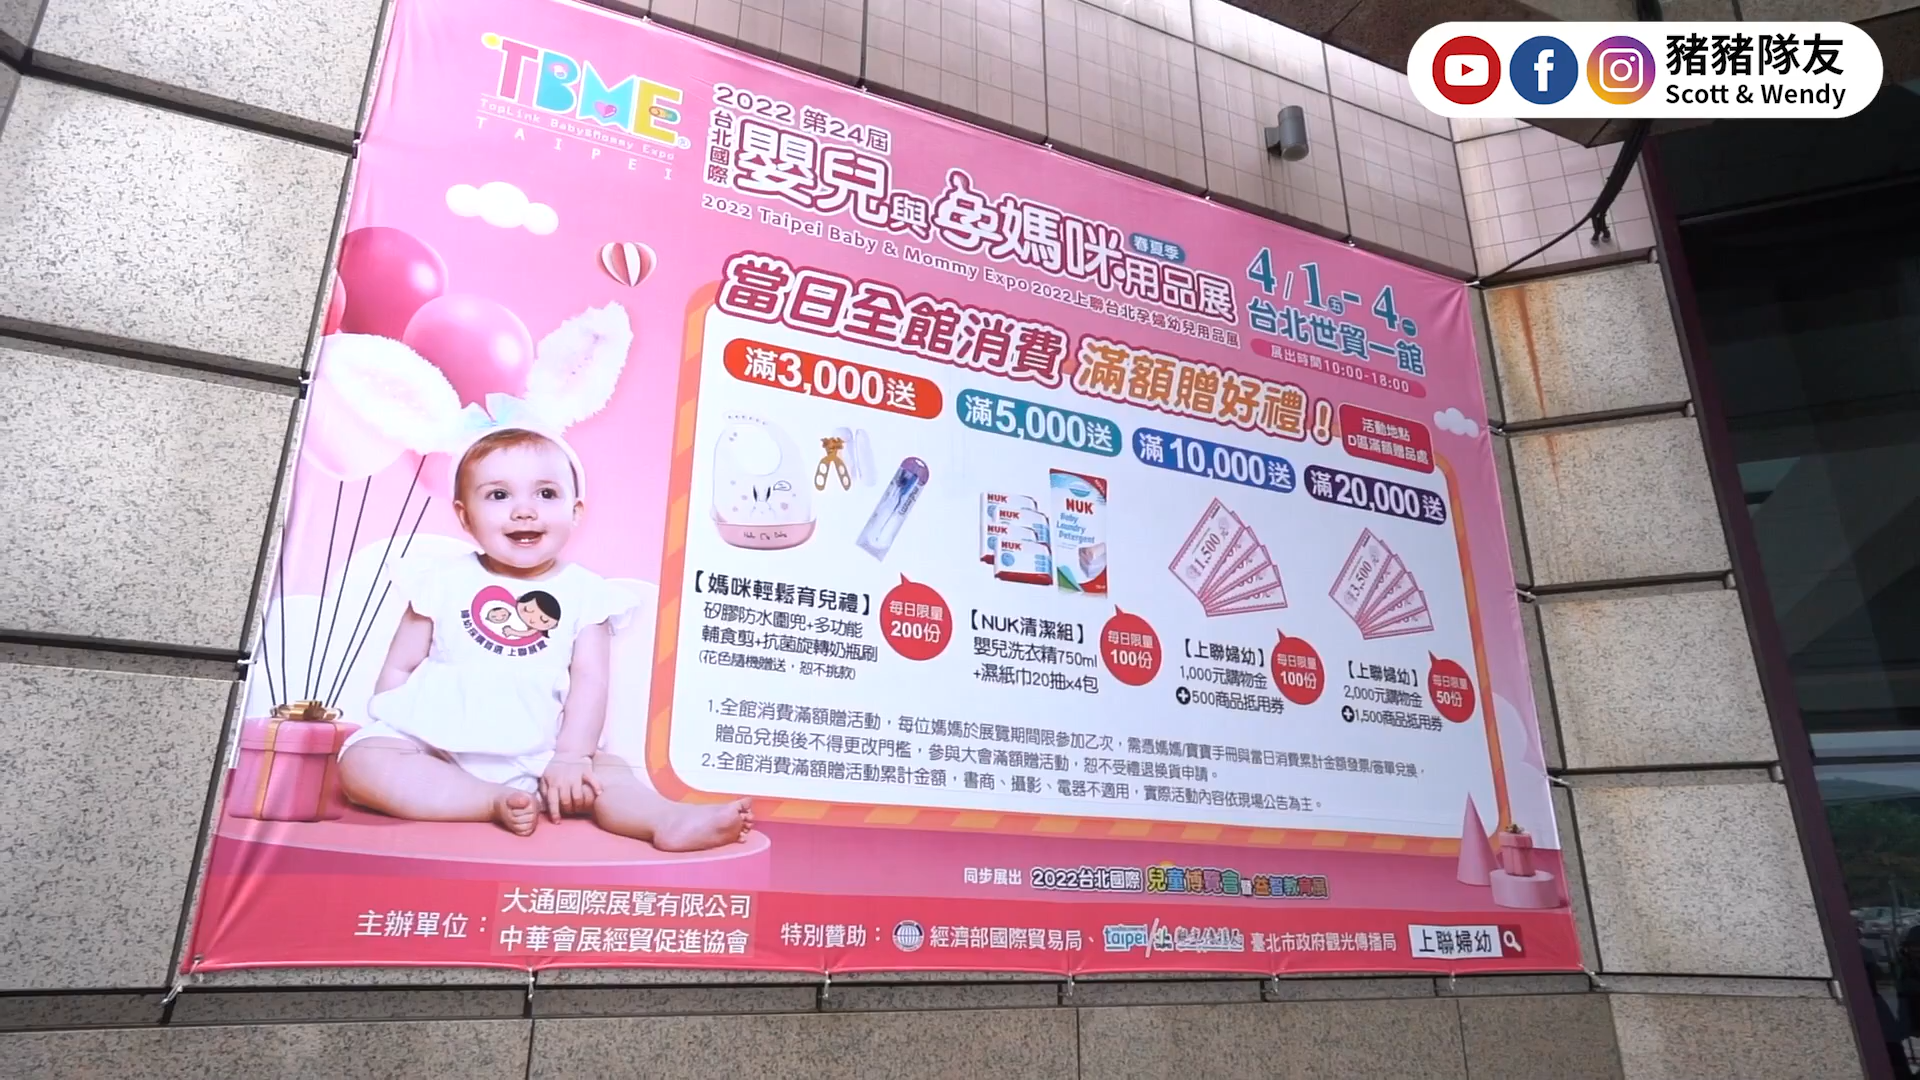 豬豬隊友
Scott & Wendy
TBME
TopLink Baby&Mommy Expo
TAIPEI
2022 第24屆
台北國際
嬰兒與孕媽咪用品展
春夏季
2022 Taipei Baby & Mommy Expo 2022上聯台北孕婦幼兒用品展
4/1五-4一
台北世貿一館
展出時間10:00-18:00
當日全館消費 滿額贈好禮！
活動地點
D區滿額贈品處
滿3,000送
滿5,000送
滿10,000送
滿20,000送
NUK
NUK
NUK
NUK
NUK
Baby
Laundry
Detergent
1,500
3,500
【媽咪輕鬆育兒禮】
矽膠防水圍兜+多功能
輔食剪+抗菌旋轉奶瓶刷
(花色隨機贈送，恕不挑款)
每日限量
200份
【NUK清潔組】
嬰兒洗衣精750ml
+濕紙巾20抽x4包
每日限量
100份
【上聯婦幼】
1,000元購物金
+500商品抵用券
每日限量
100份
【上聯婦幼】
2,000元購物金
+1,500商品抵用券
每日限量
50份
1.全館消費滿額贈活動，每位媽媽於展覽期間限參加乙次，需憑媽媽/寶寶手冊與當日消費累計金額發票/簽單兌換，
贈品兌換後不得更改門檻，參與大會滿額贈活動，恕不受禮退換貨申請。
2.全館消費滿額贈活動累計金額，書商、攝影、電器不適用，實際活動內容依現場公告為主。
同步展出 2022台北國際 兒童博覽會暨益智教育展
主辦單位：
大通國際展覽有限公司
中華會展經貿促進協會
特別贊助： 經濟部國際貿易局、taipei 臺北市政府觀光傳播局
上聯婦幼